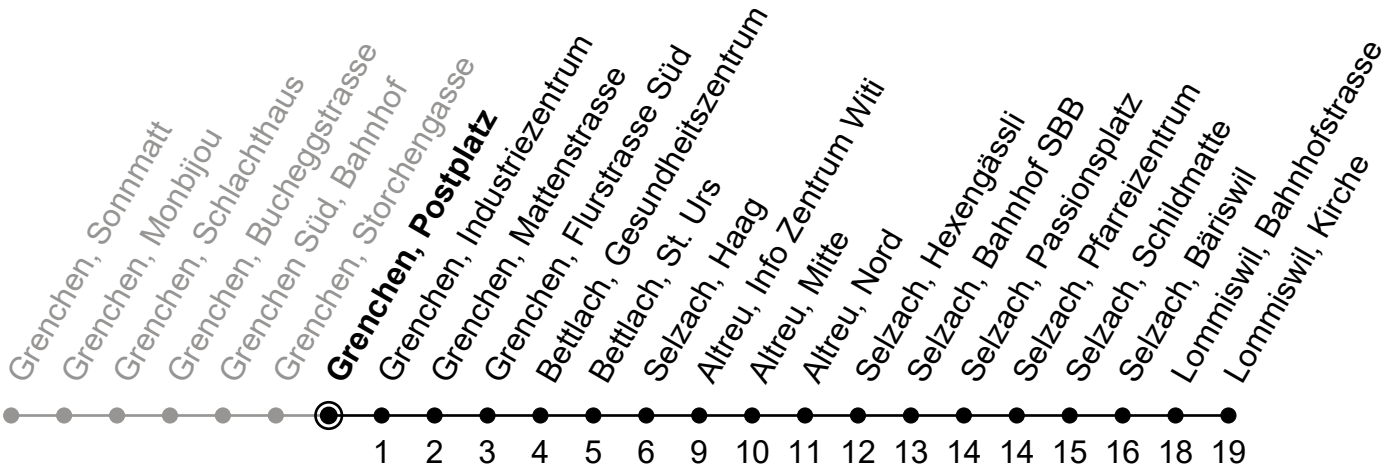 Grenchen, Sonnmatt
Grenchen, Monbijou
Grenchen, Schlachthaus
Grenchen, Bucheggstrasse
Grenchen Süd, Bahnhof
Grenchen, Storchengasse
Grenchen, Postplatz
Grenchen, Industriezentrum
Grenchen, Mattenstrasse
Grenchen, Flurstrasse Süd
Bettlach, Gesundheitszentrum
Bettlach, St. Urs
Selzach, Haag
Altreu, Info Zentrum Witi
Altreu, Mitte
Altreu, Nord
Selzach, Hexengässli
Selzach, Bahnhof SBB
Selzach, Passionsplatz
Selzach, Pfarreizentrum
Selzach, Schildmatte
Selzach, Bäriswil
Lommiswil, Bahnhofstrasse
Lommiswil, Kirche
1 2 3 4 5 6 9 10 11 12 13 14 14 15 16 18 19